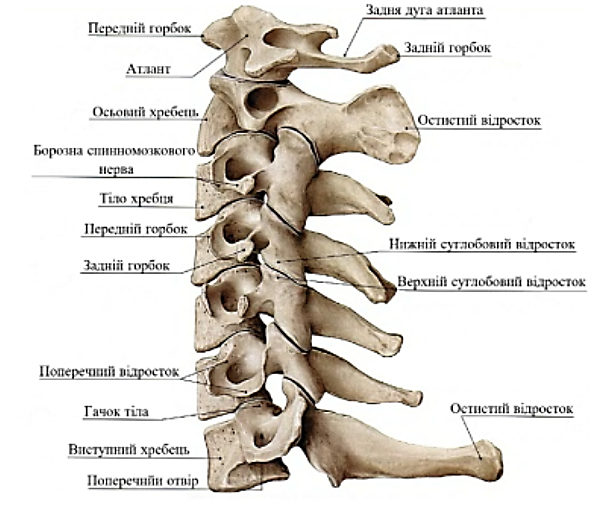 Задня дуга атланта
Передній горбок
Задній горбок
Атлант
Осьовий хребець
Остистий відросток
Борозна спинномозкового
нерва
Тіло хребця
Передній горбок
Нижній суглобовий відросток
Задній горбок
Верхній суглобовий відросток
Поперечний відросток
Гачок тіла
Остистий відросток
Виступний хребець
Поперечнйи отвір